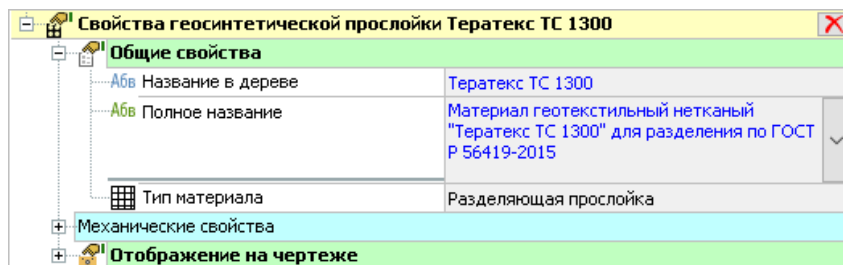 Свойства геосинтетической прослойки Тератекс ТС 1300
Общие свойства
Абв Название в дереве Тератекс ТС 1300
Абв Полное название Материал геотекстильный нетканый
"Тератекс ТС 1300" для разделения по ГОСТ
Р 56419-2015
Тип материала Разделяющая прослойка
Механические свойства
Отображение на чертеже